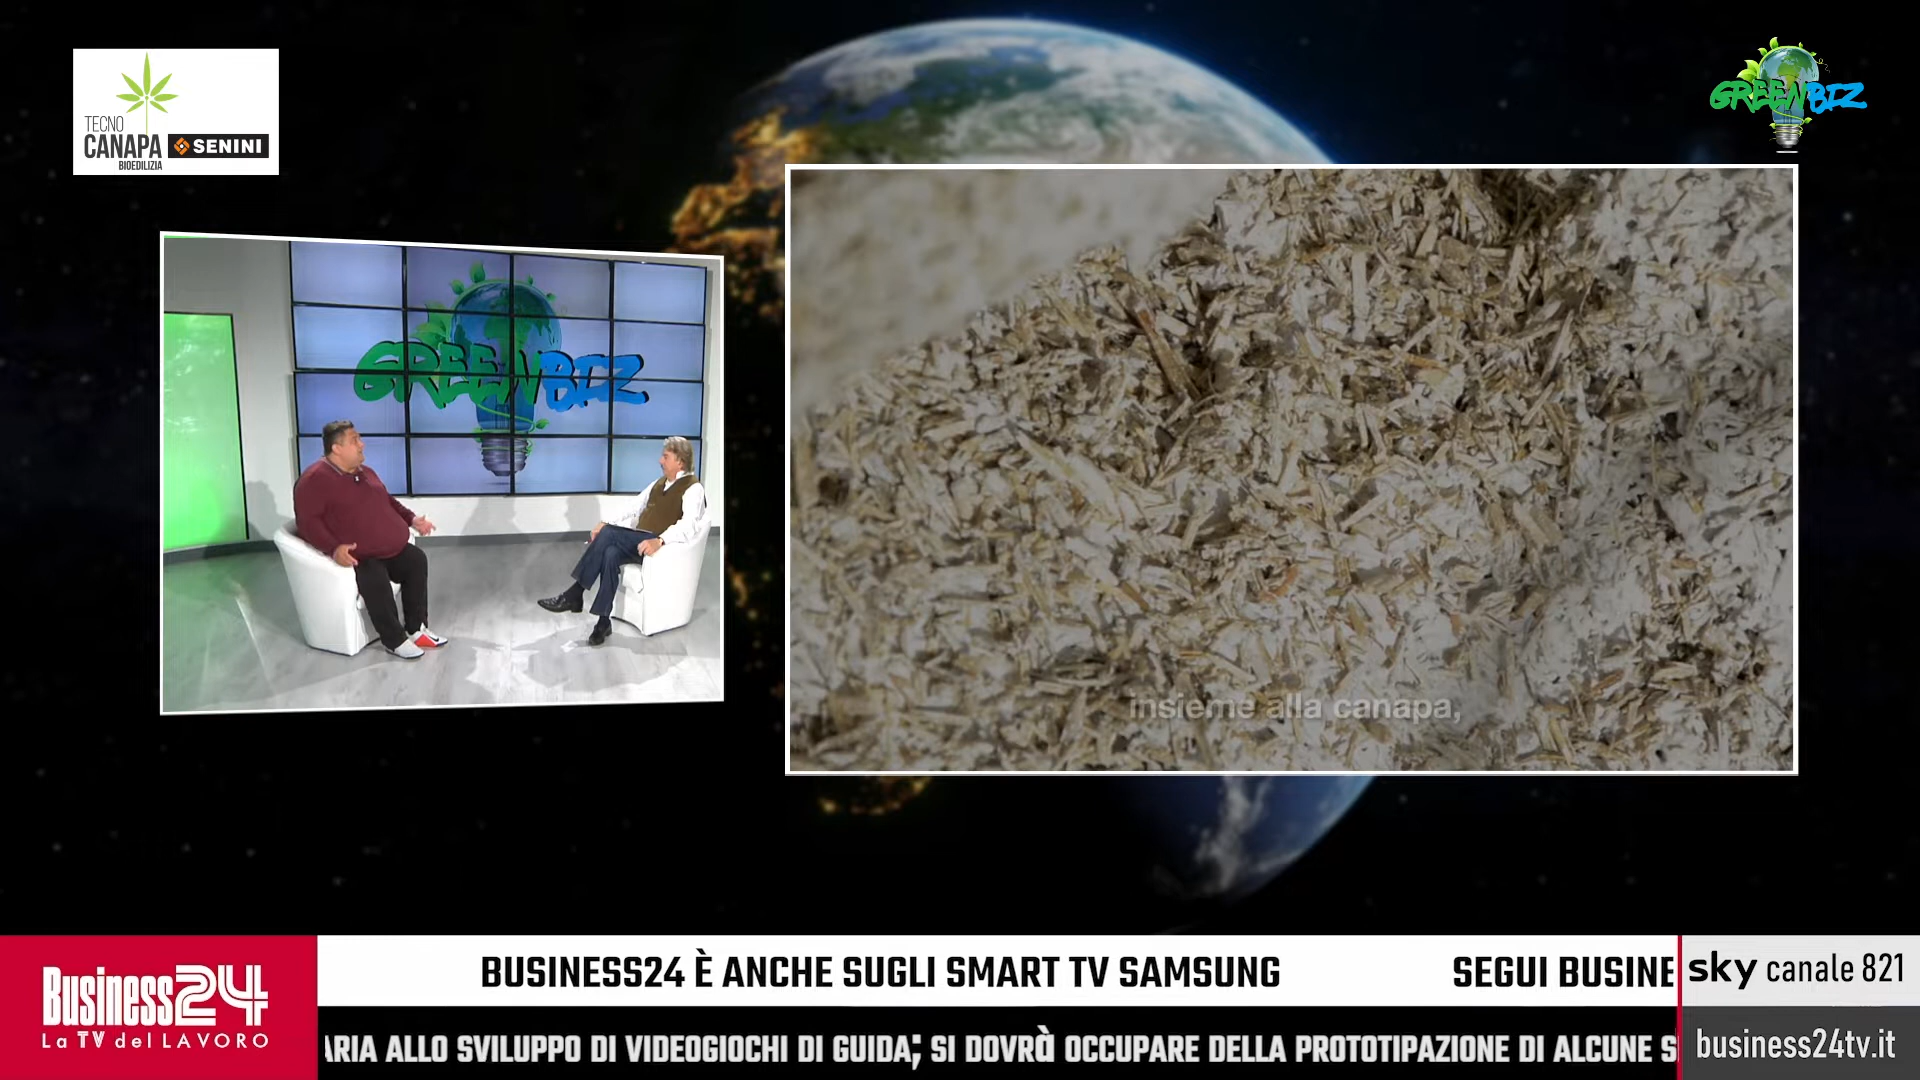 TECNO
CANAPA
BIOEDILIZIA
SENINI
GREENBIZ
GREENBIZ
insieme alla canapa,
Business24
La TV del LAVORO
BUSINESS24 È ANCHE SUGLI SMART TV SAMSUNG
SEGUI BUSINE
sky canale 821
ARIA ALLO SVILUPPO DI VIDEOGIOCHI DI GUIDA; SI DOVRÀ OCCUPARE DELLA PROTOTIPAZIONE DI ALCUNE S
business24tv.it